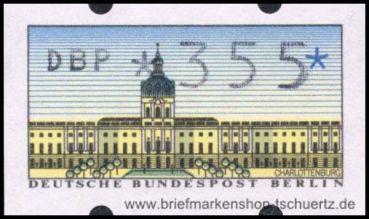 DBP *355*
CHARLOTTENBURG
DEUTSCHE BUNDESPOST BERLIN
www.briefmarkenshop-tschuertz.de